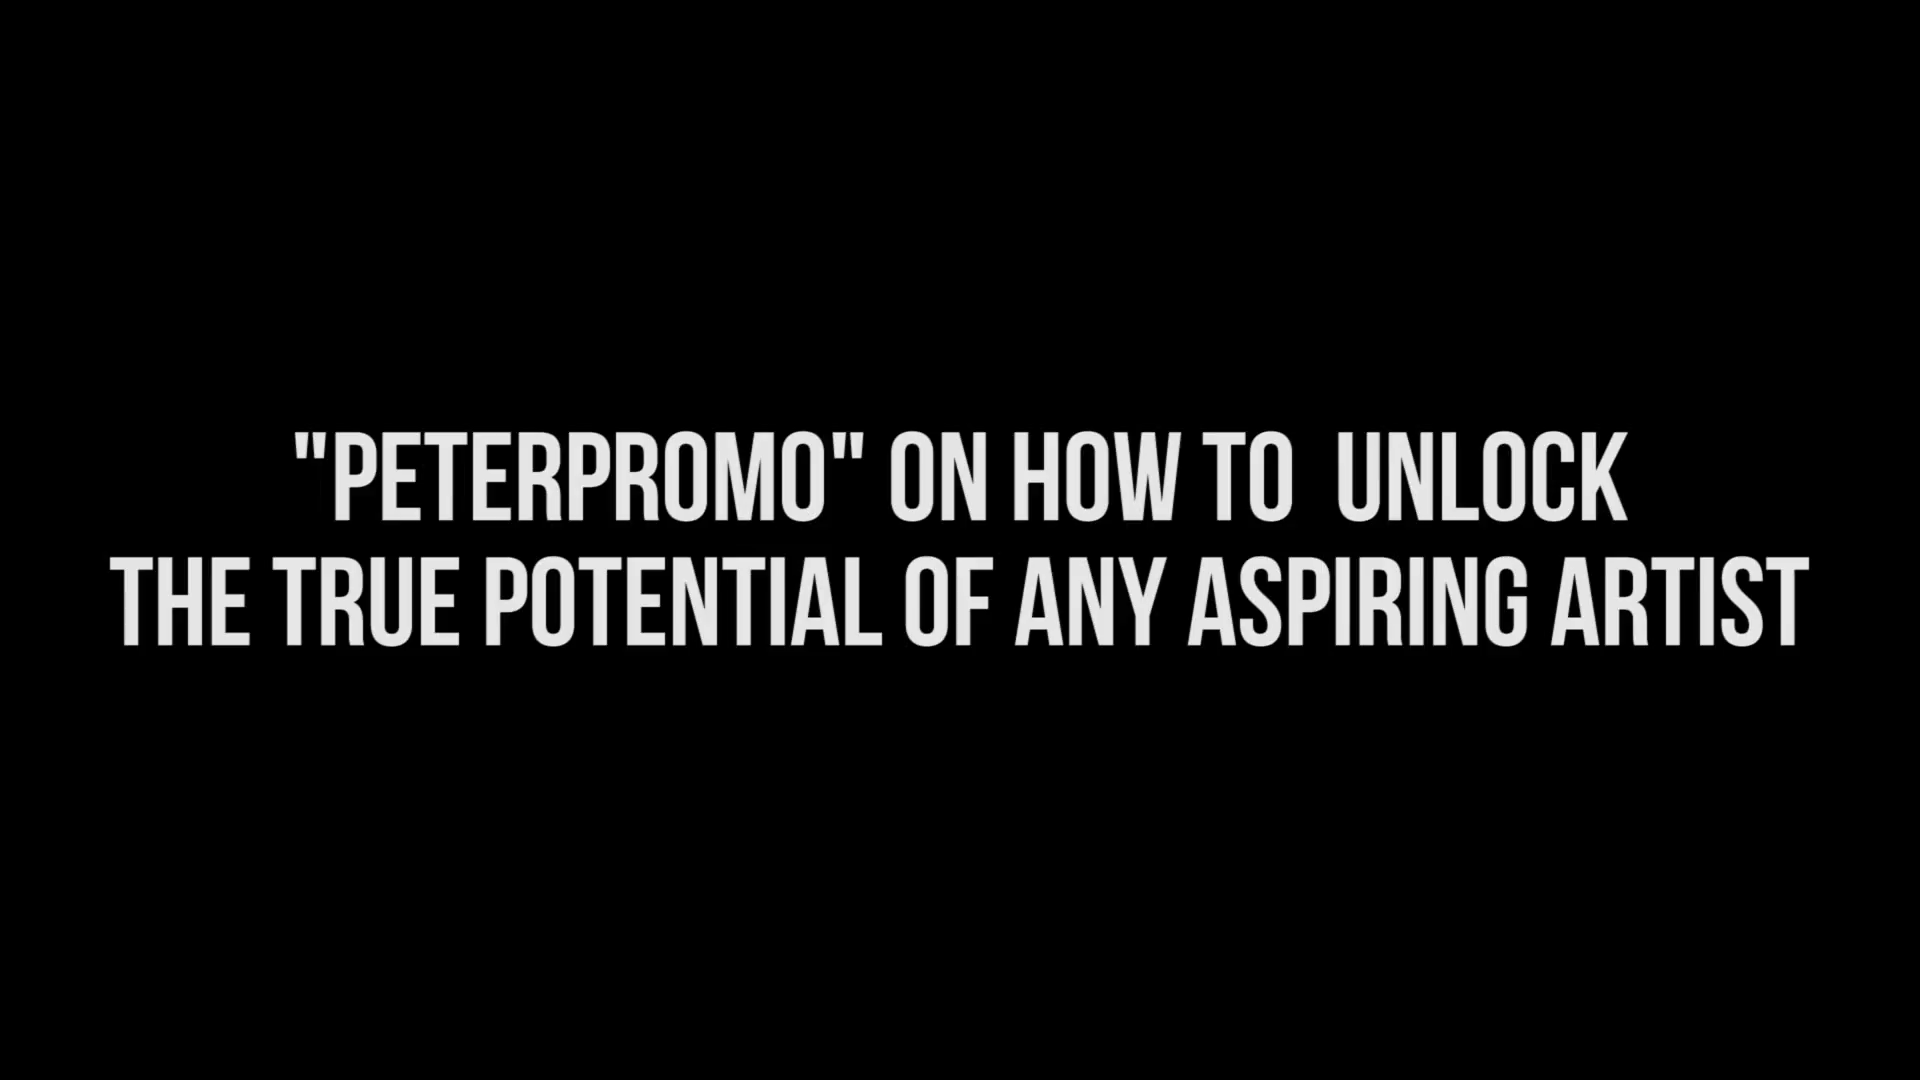 "PETERPROMO" ON HOW TO  UNLOCK
THE TRUE POTENTIAL OF ANY ASPIRING ARTIST